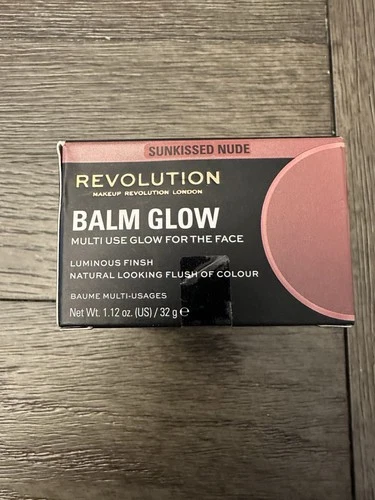 SUNKISSED NUDE
REVOLUTION
MAKEUP REVOLUTION LONDON
BALM GLOW
MULTI USE GLOW FOR THE FACE
LUMINOUS FINSH
NATURAL LOOKING FLUSH OF COLOUR
BAUME MULTI-USAGES
Net Wt. 1.12 oz. (US) / 32 g ℮